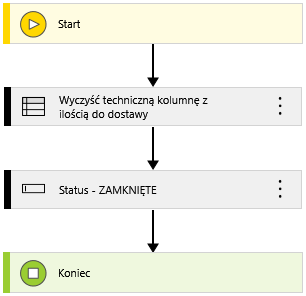 Start
Wyczyść techniczną kolumnę z
ilością do dostawy
Status - ZAMKNIĘTE
Koniec